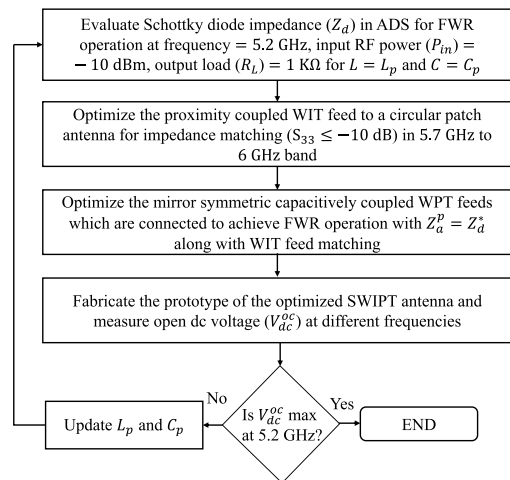 Evaluate Schottky diode impedance (Z_d) in ADS for FWR
operation at frequency = 5.2 GHz, input RF power (P_in) =
− 10 dBm, output load (R_L) = 1 KΩ for L = L_p and C = C_p
Optimize the proximity coupled WIT feed to a circular patch
antenna for impedance matching (S_33 ≤ −10 dB) in 5.7 GHz to
6 GHz band
Optimize the mirror symmetric capacitively coupled WPT feeds
which are connected to achieve FWR operation with Z_a^p = Z_d^*
along with WIT feed matching
Fabricate the prototype of the optimized SWIPT antenna and
measure open dc voltage (V_dc^oc) at different frequencies
Is V_dc^oc max
at 5.2 GHz?
No
Yes
Update L_p and C_p
END